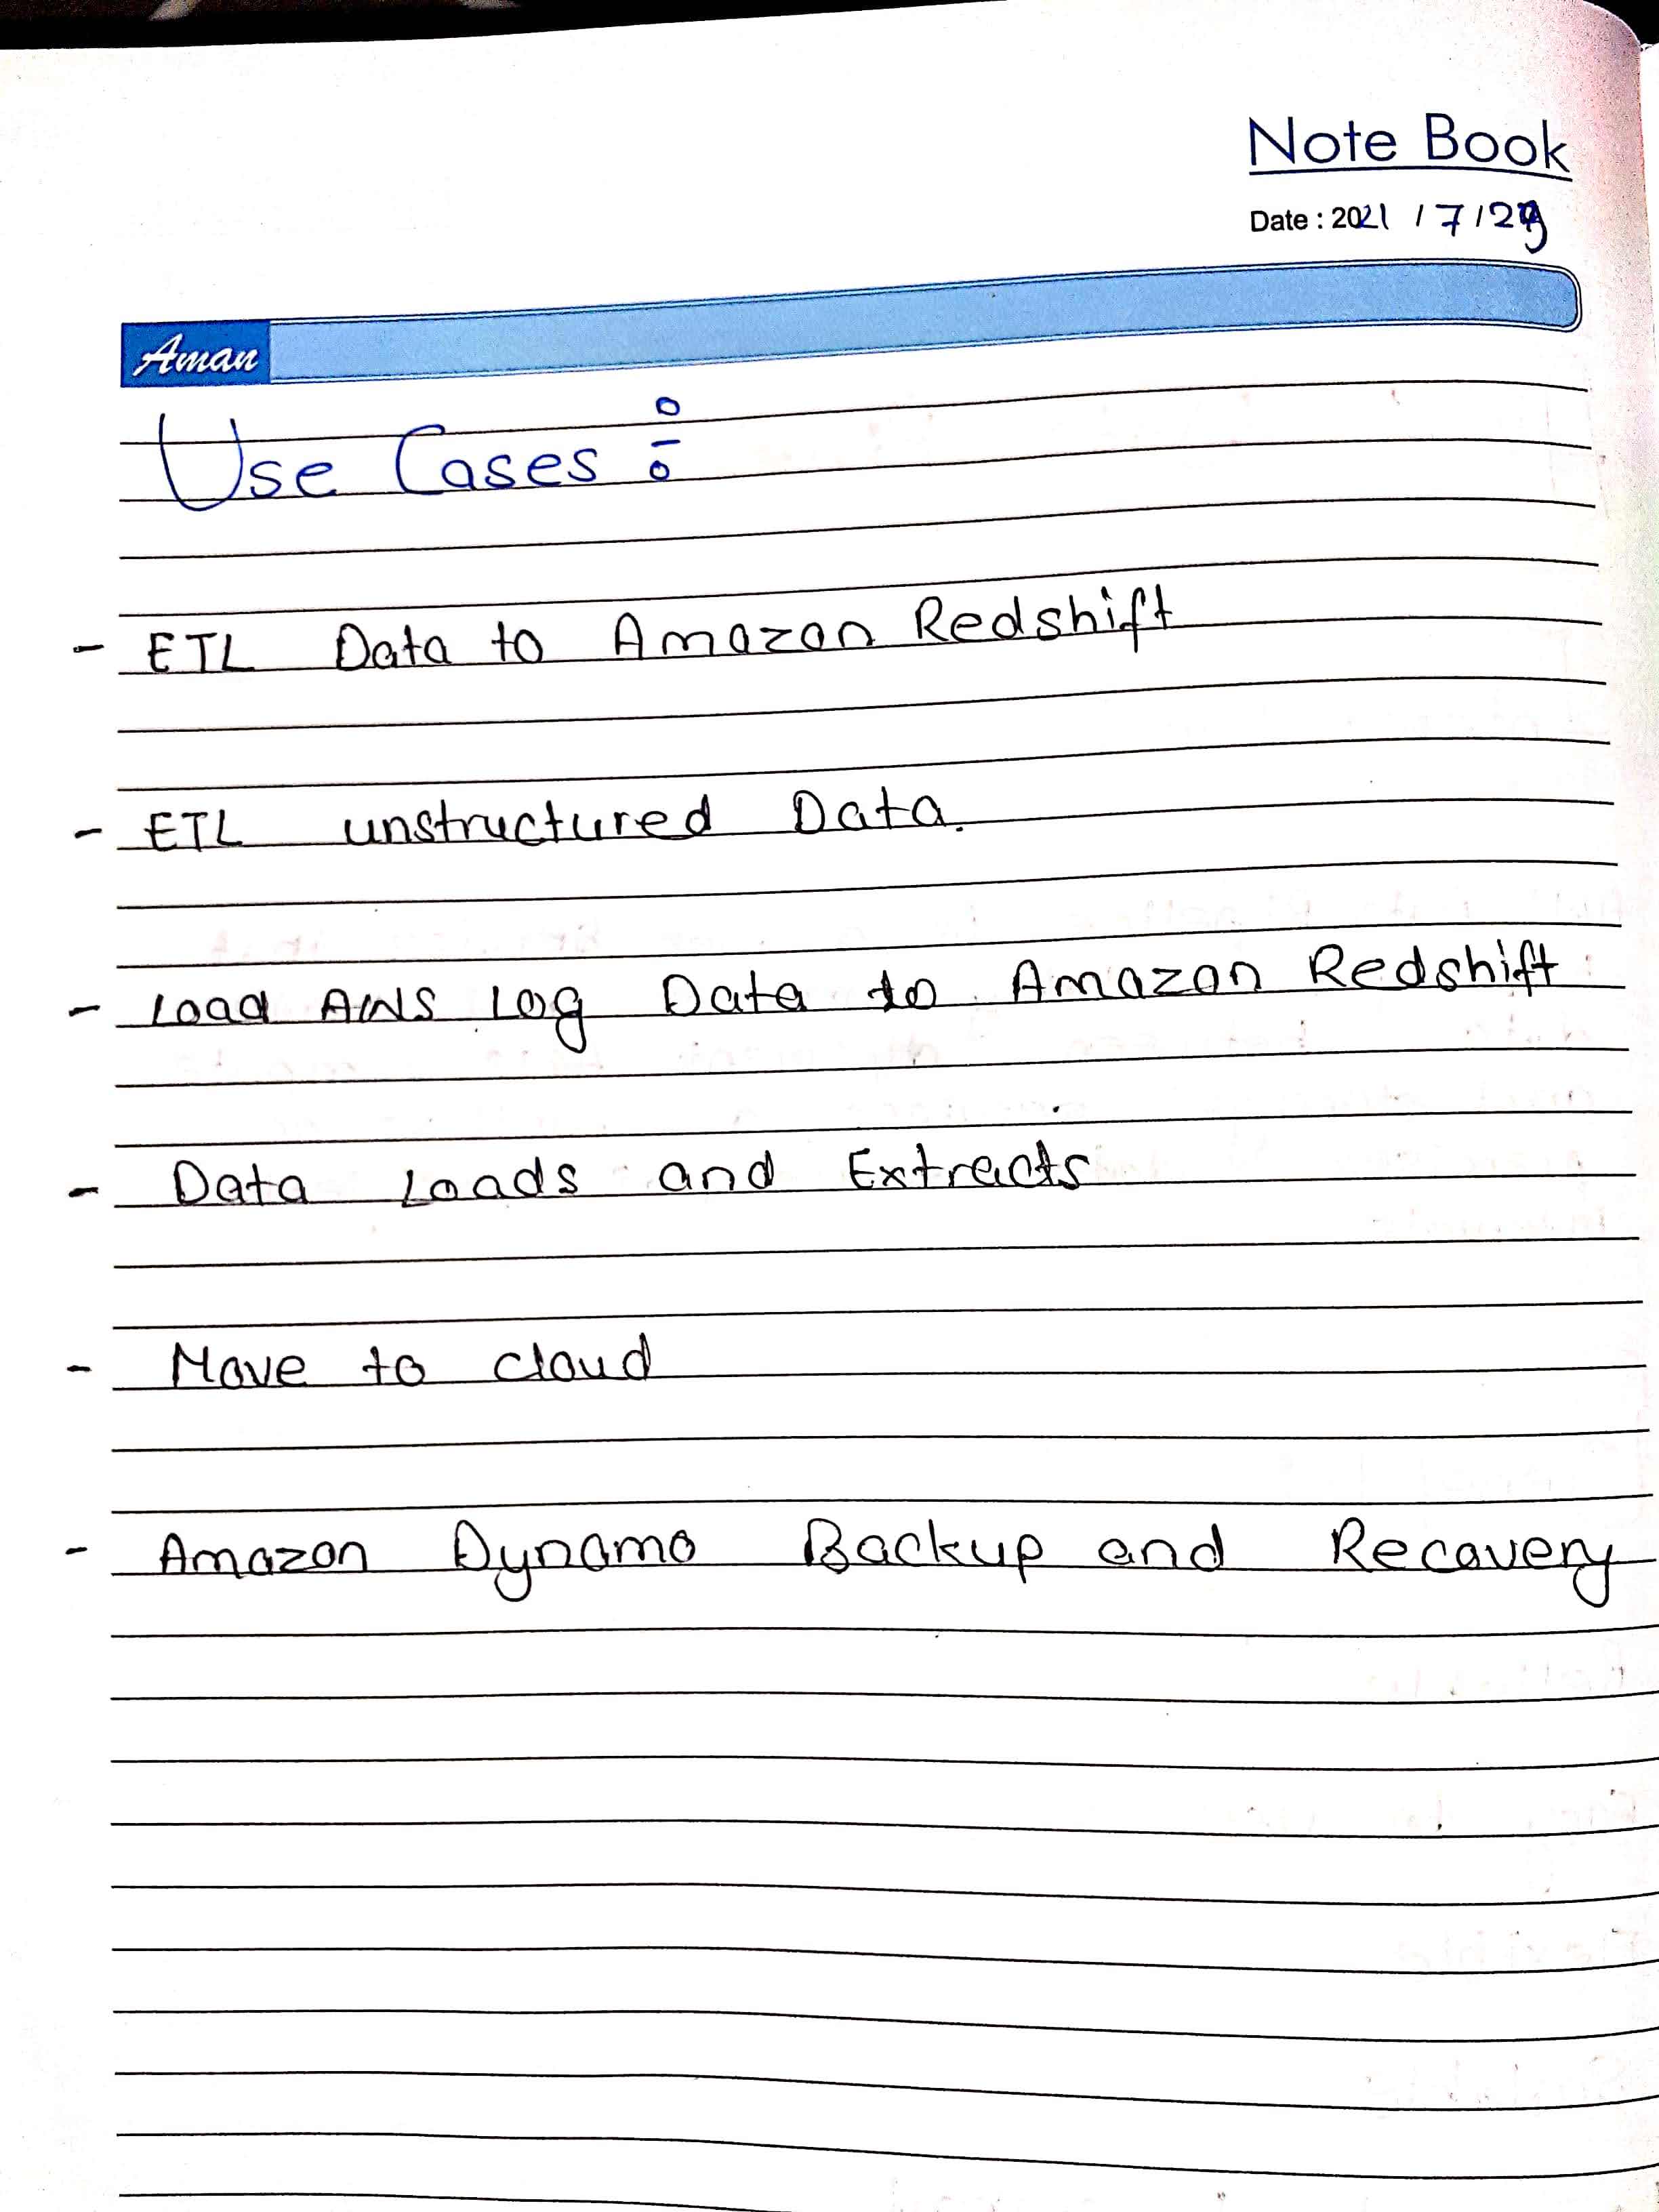 Note Book
Date : 2021 / 7 / 29
Aman
Use Cases :-
- ETL Data to Amazon Redshift
- ETL unstructured Data.
- Load AWS Log Data to Amazon Redshift
- Data Loads and Extracts
- Move to cloud
- Amazon Dynamo Backup and Recovery